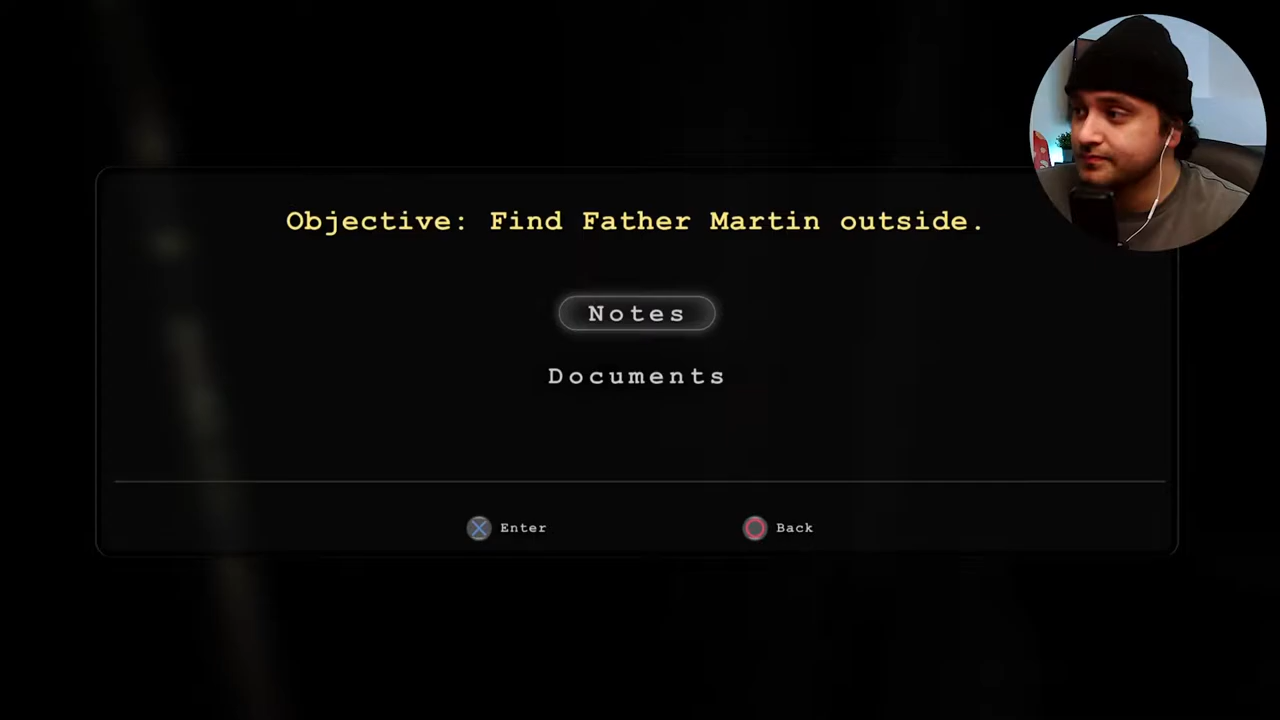 Objective: Find Father Martin outside.
Notes
Documents
Enter
Back